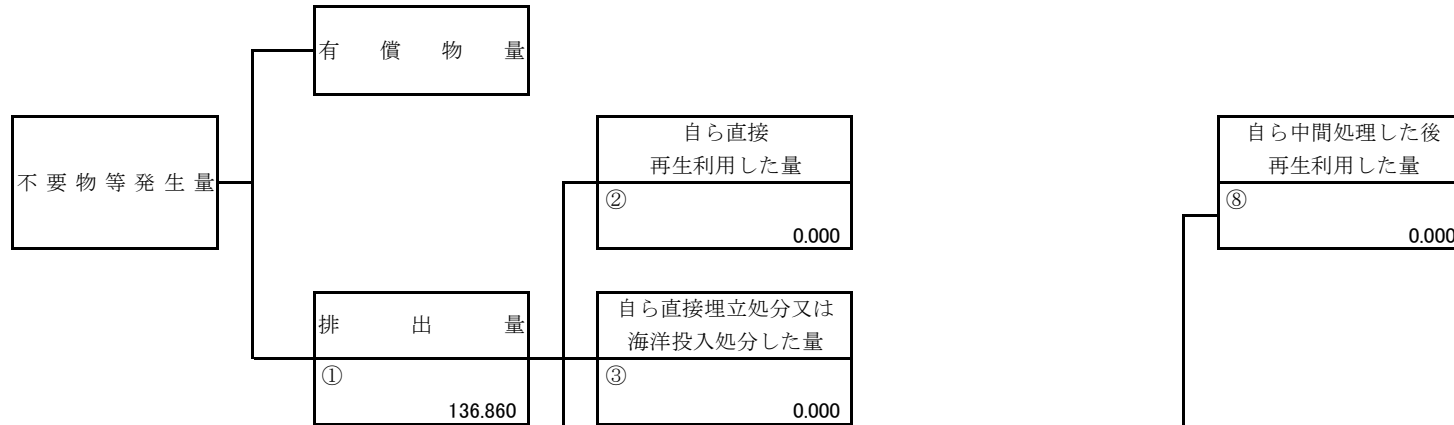 有償物量
自ら直接
再生利用した量
②
0.000
自ら中間処理した後
再生利用した量
⑧
0.000
不要物等発生量
排出量
①
136.860
自ら直接埋立処分又は
海洋投入処分した量
③
0.000